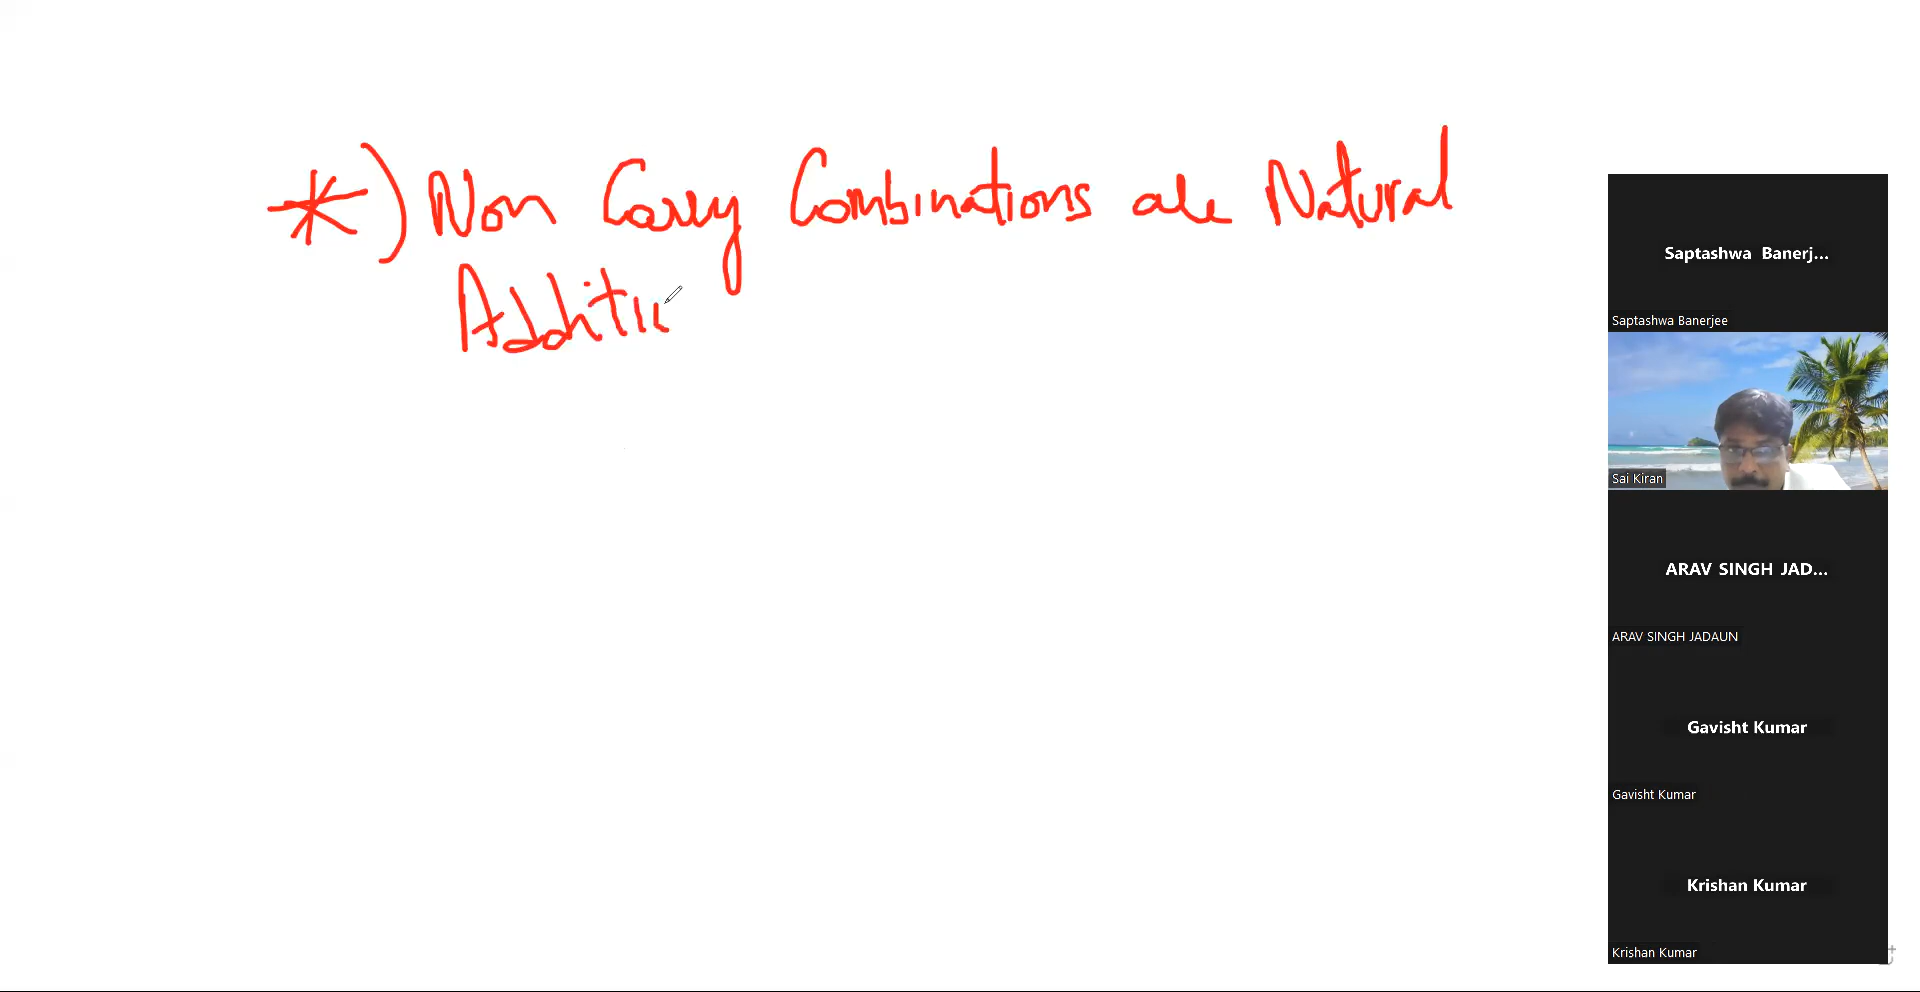 *) Non Carry Combinations are Natural
Additi
Saptashwa Banerj...
Saptashwa Banerjee
Sai Kiran
ARAV SINGH JAD...
ARAV SINGH JADAUN
Gavisht Kumar
Gavisht Kumar
Krishan Kumar
Krishan Kumar